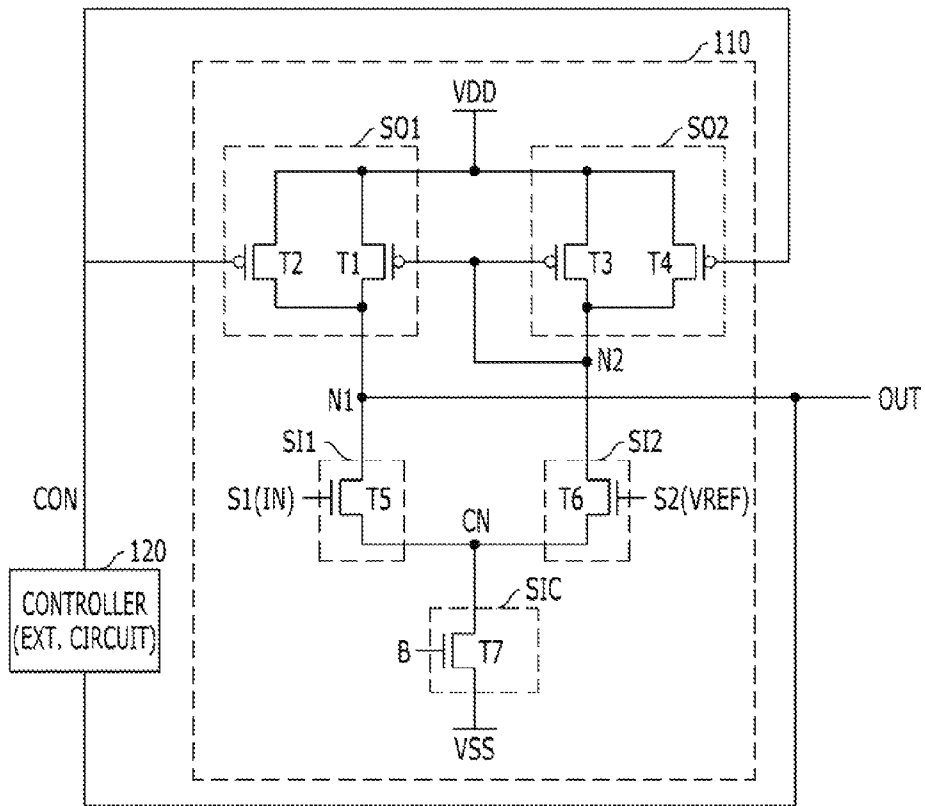 110
VDD
SO1
SO2
T2
T1
T3
T4
N2
N1
OUT
SI1
SI2
CON
S1(IN)
T5
T6
S2(VREF)
CN
120
CONTROLLER
(EXT. CIRCUIT)
SIC
B
T7
VSS